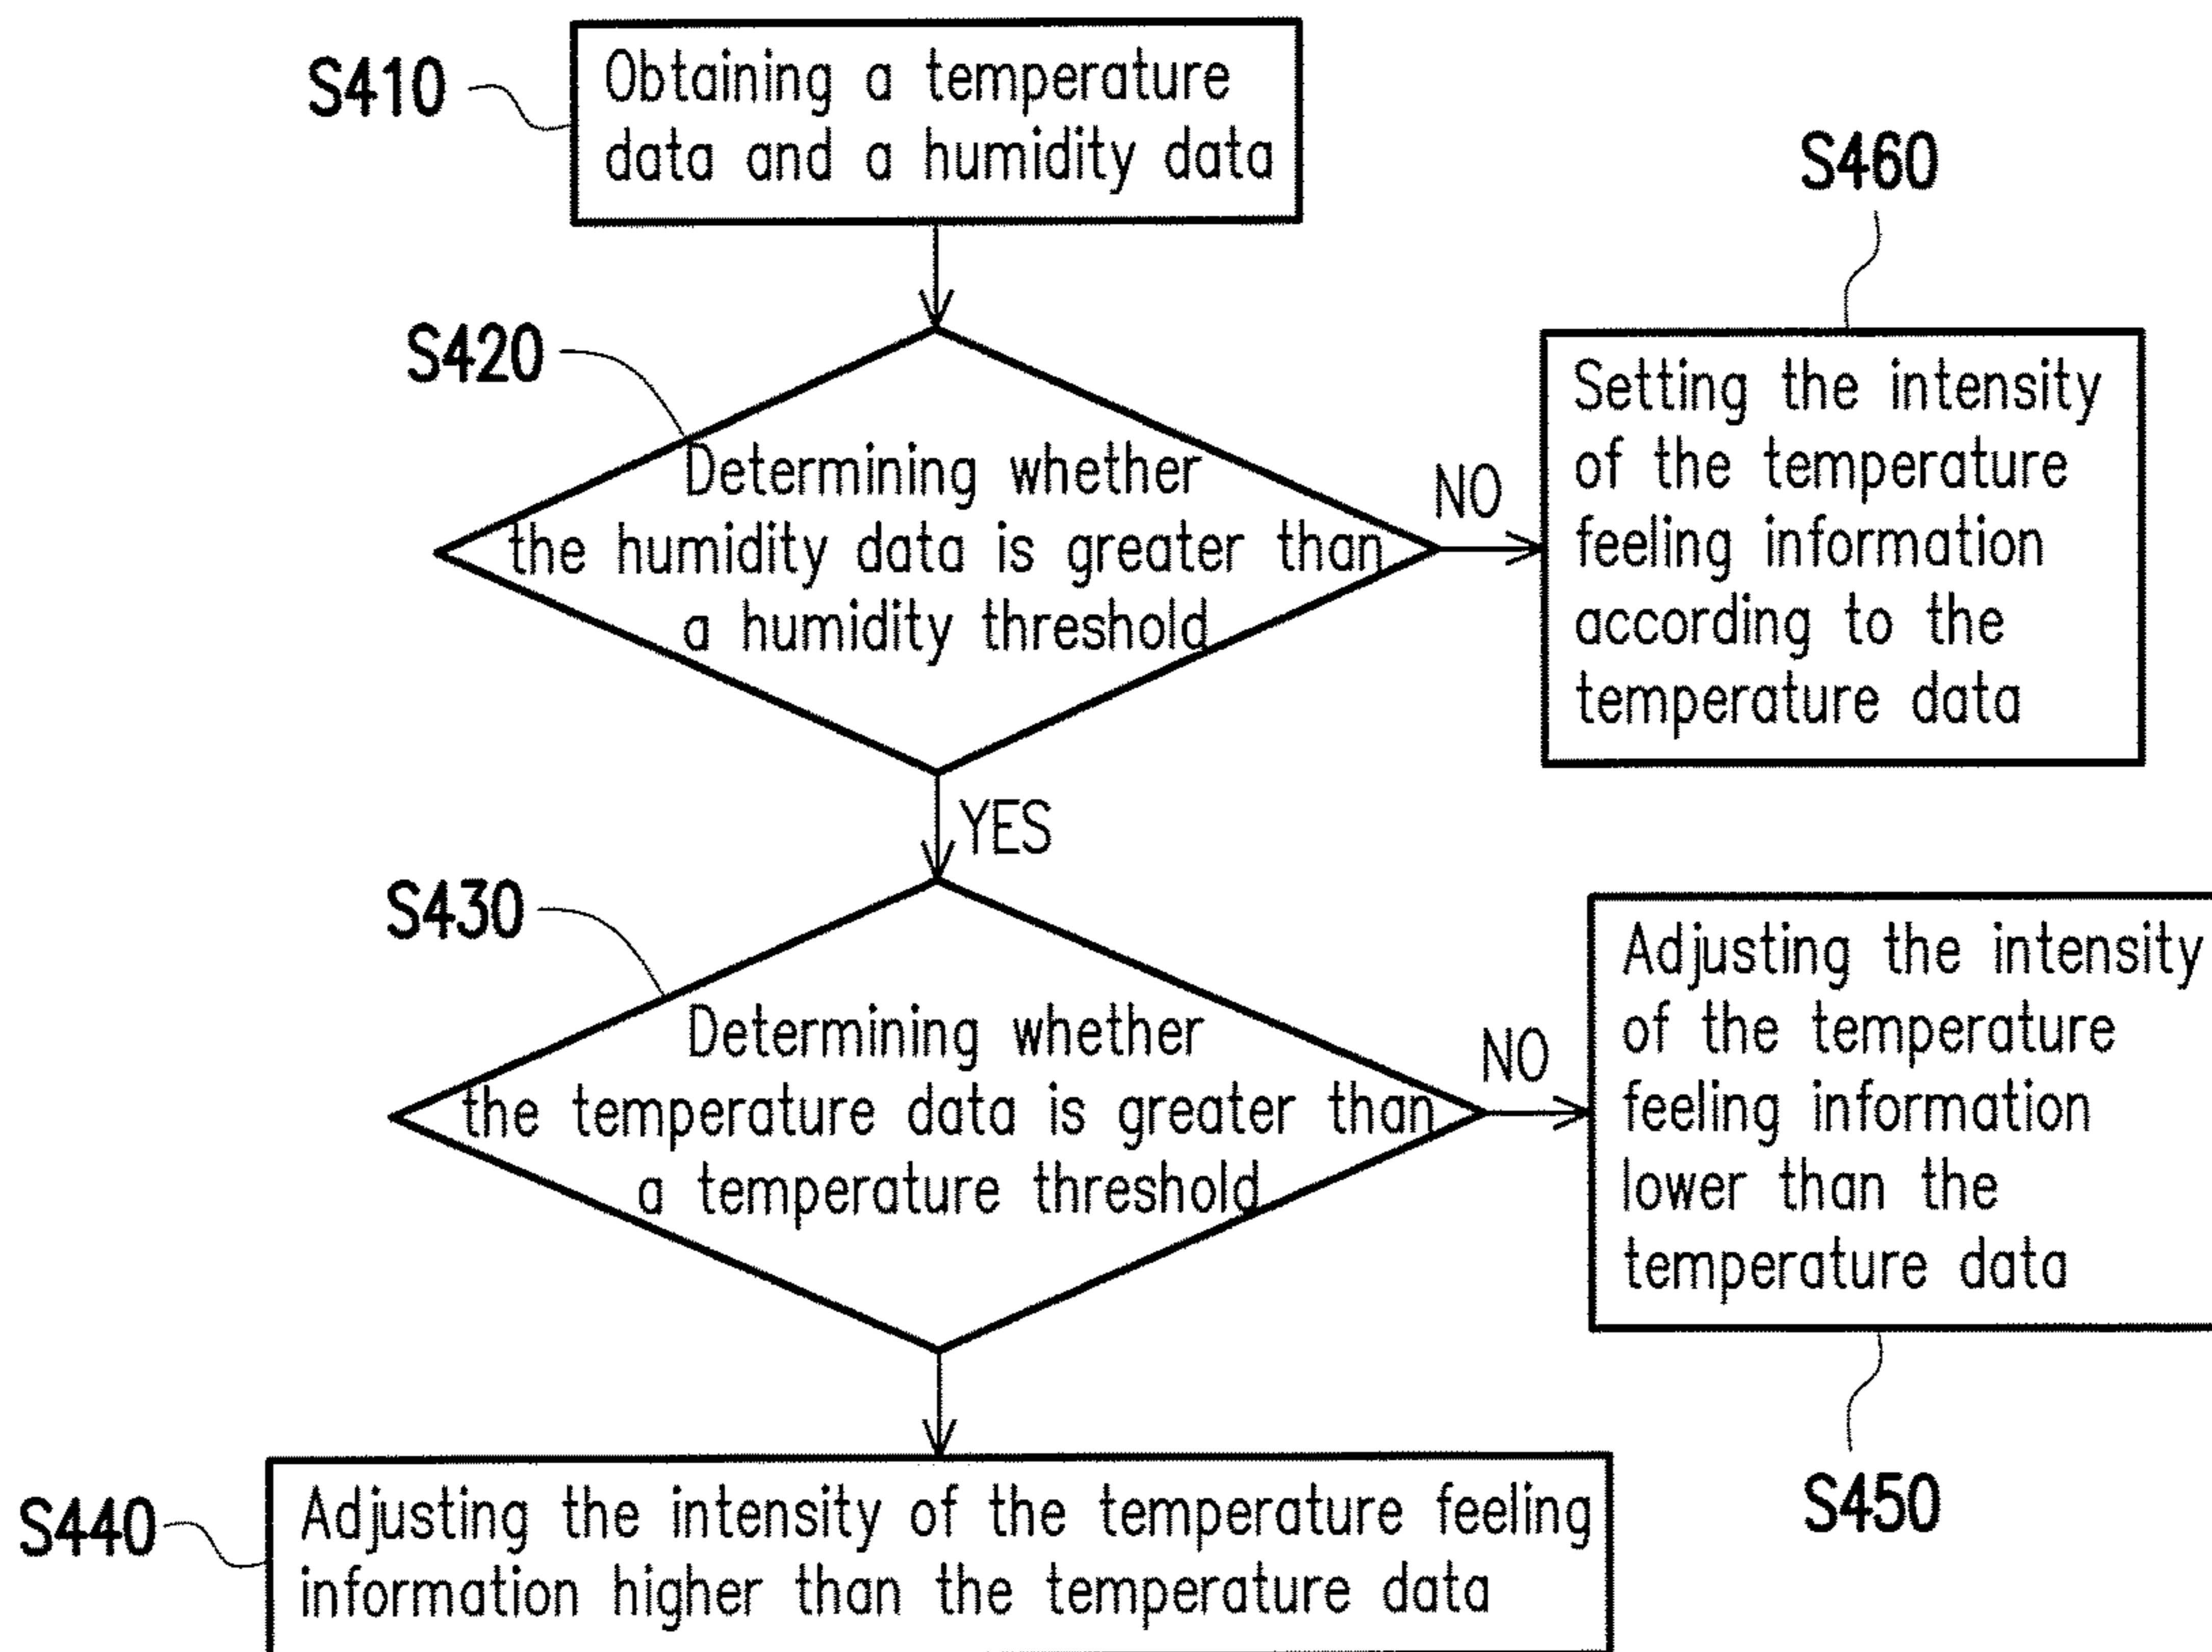 S410
Obtaining a temperature
data and a humidity data
S460
S420
Determining whether
the humidity data is greater than
a humidity threshold
NO
Setting the intensity
of the temperature
feeling information
according to the
temperature data
YES
S430
Determining whether
the temperature data is greater than
a temperature threshold
NO
Adjusting the intensity
of the temperature
feeling information
lower than the
temperature data
S450
S440
Adjusting the intensity of the temperature feeling
information higher than the temperature data